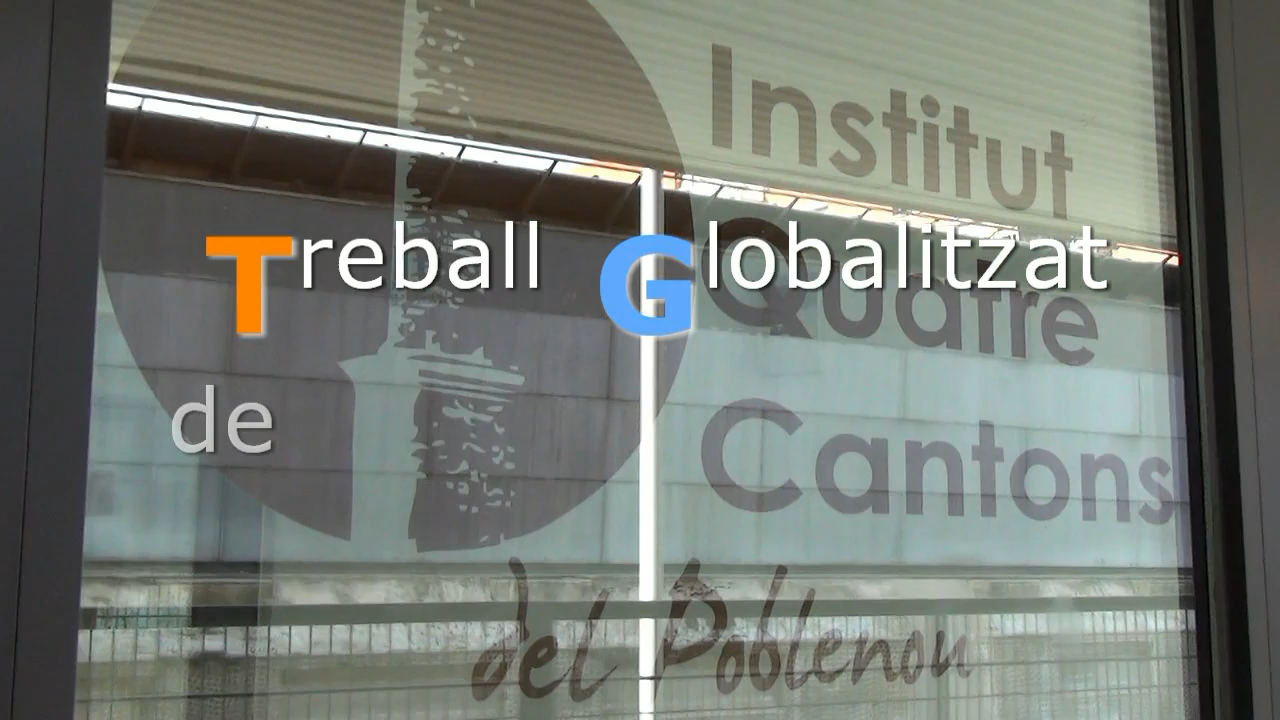 Treball Globalitzat
de
Institut
Quatre
Cantons
del Poblenou